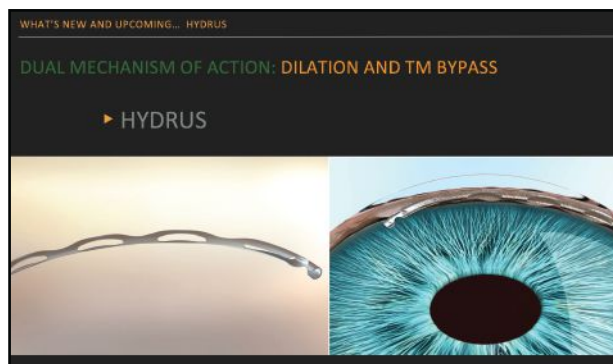 WHAT'S NEW AND UPCOMING... HYDRUS
DUAL MECHANISM OF ACTION: DILATION AND TM BYPASS
HYDRUS